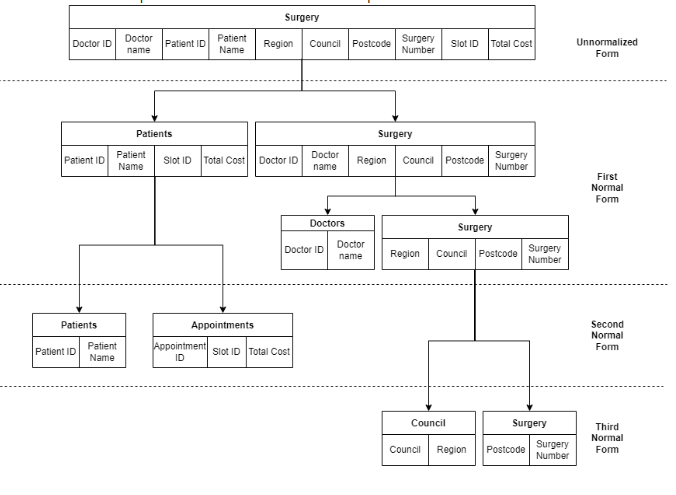 Surgery
Doctor ID
Doctor
name
Patient ID
Patient
Name
Region
Council
Postcode
Surgery
Number
Slot ID
Total Cost
Unnormalized
Form
Patients
Patient ID
Patient
Name
Slot ID
Total Cost
Surgery
Doctor ID
Doctor
name
Region
Council
Postcode
Surgery
Number
First
Normal
Form
Doctors
Doctor ID
Doctor
name
Surgery
Region
Council
Postcode
Surgery
Number
Patients
Patient ID
Patient
Name
Appointments
Appointment
ID
Slot ID
Total Cost
Second
Normal
Form
Council
Council
Region
Surgery
Postcode
Surgery
Number
Third
Normal
Form